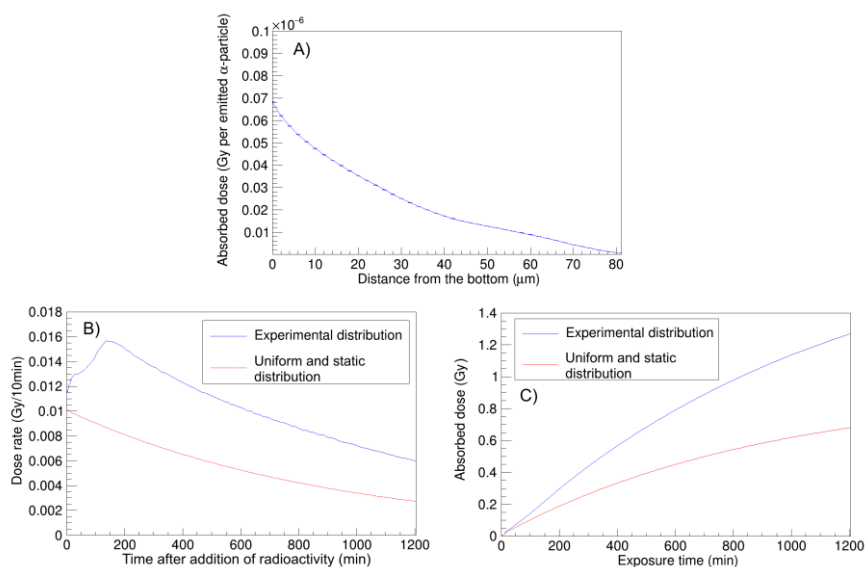 ×10⁻⁶
A)
0.1
0.09
0.08
0.07
0.06
0.05
0.04
0.03
0.02
0.01
Absorbed dose (Gy per emitted α-particle)
0 10 20 30 40 50 60 70 80
Distance from the bottom (μm)
B)
0.018
0.016
0.014
0.012
0.01
0.008
0.006
0.004
0.002
0
Dose rate (Gy/10min)
Experimental distribution
Uniform and static
distribution
0 200 400 600 800 1000 1200
Time after addition of radioactivity (min)
C)
1.4
1.2
1
0.8
0.6
0.4
0.2
0
Absorbed dose (Gy)
Experimental distribution
Uniform and static
distribution
0 200 400 600 800 1000 1200
Exposure time (min)